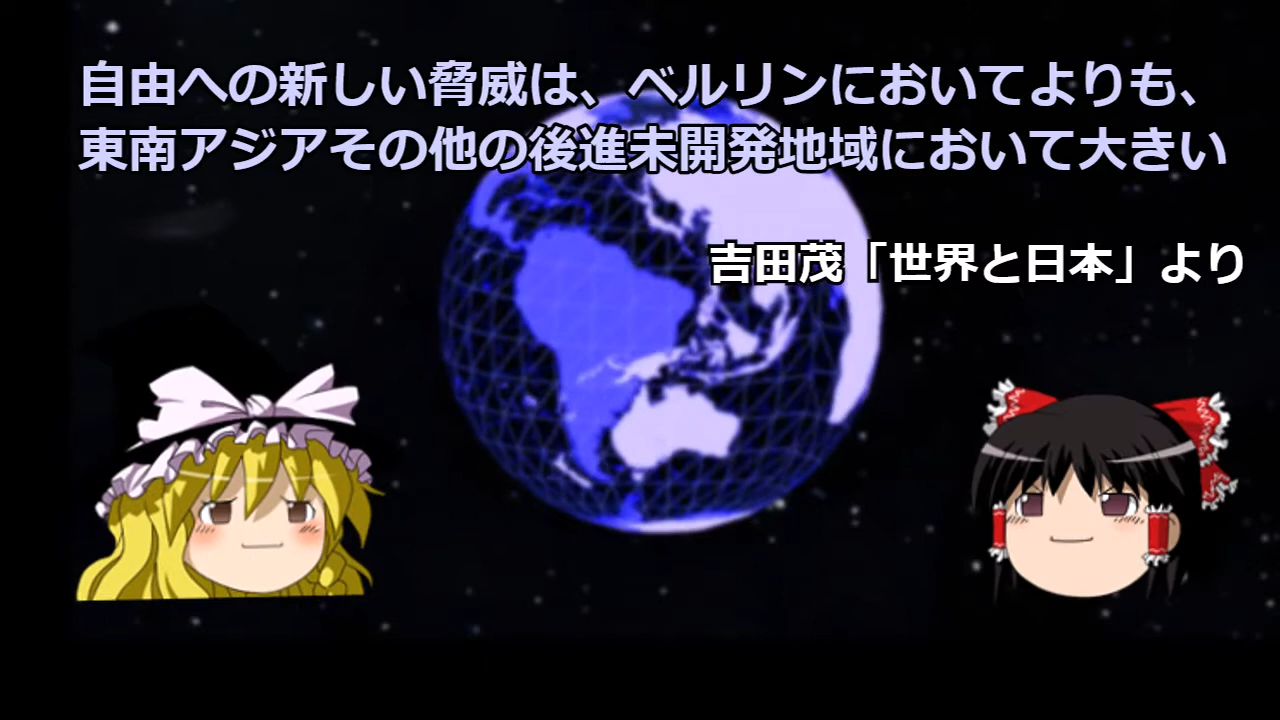 自由への新しい脅威は、ベルリンにおいてよりも、
東南アジアその他の後進未開発地域において大きい
吉田茂「世界と日本」より